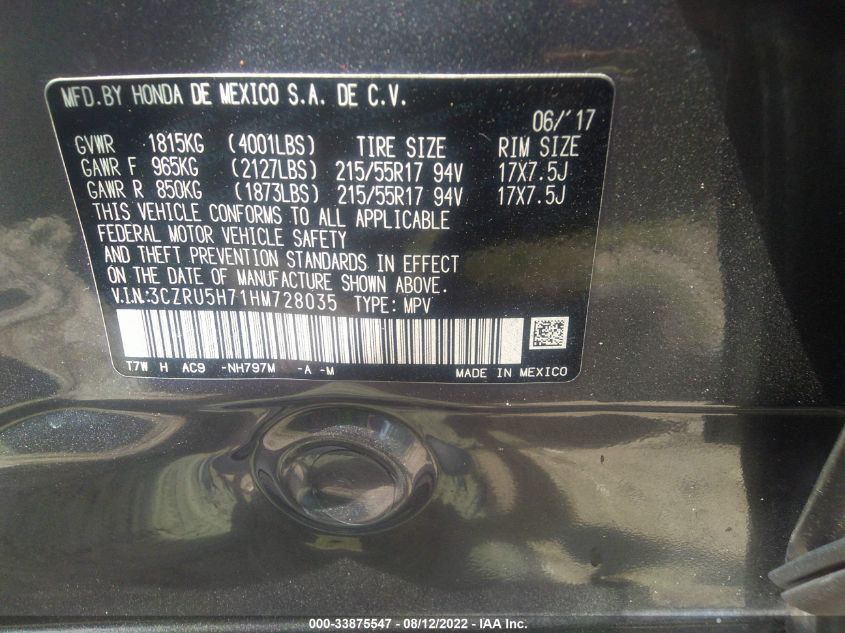 MFD.BY HONDA DE MEXICO S.A. DE C.V.
06/'17
GVWR 1815KG (4001LBS) TIRE SIZE RIM SIZE
GAWR F 965KG (2127LBS) 215/55R17 94V 17X7.5J
GAWR R 850KG (1873LBS) 215/55R17 94V 17X7.5J
THIS VEHICLE CONFORMS TO ALL APPLICABLE
FEDERAL MOTOR VEHICLE SAFETY
AND THEFT PREVENTION STANDARDS IN EFFECT
ON THE DATE OF MANUFACTURE SHOWN ABOVE.
V.I.N.:3CZRU5H71HM728035 TYPE: MPV
T7W H AC9 -NH797M -A -M MADE IN MEXICO
000-33875547 - 08/12/2022 - IAA Inc.